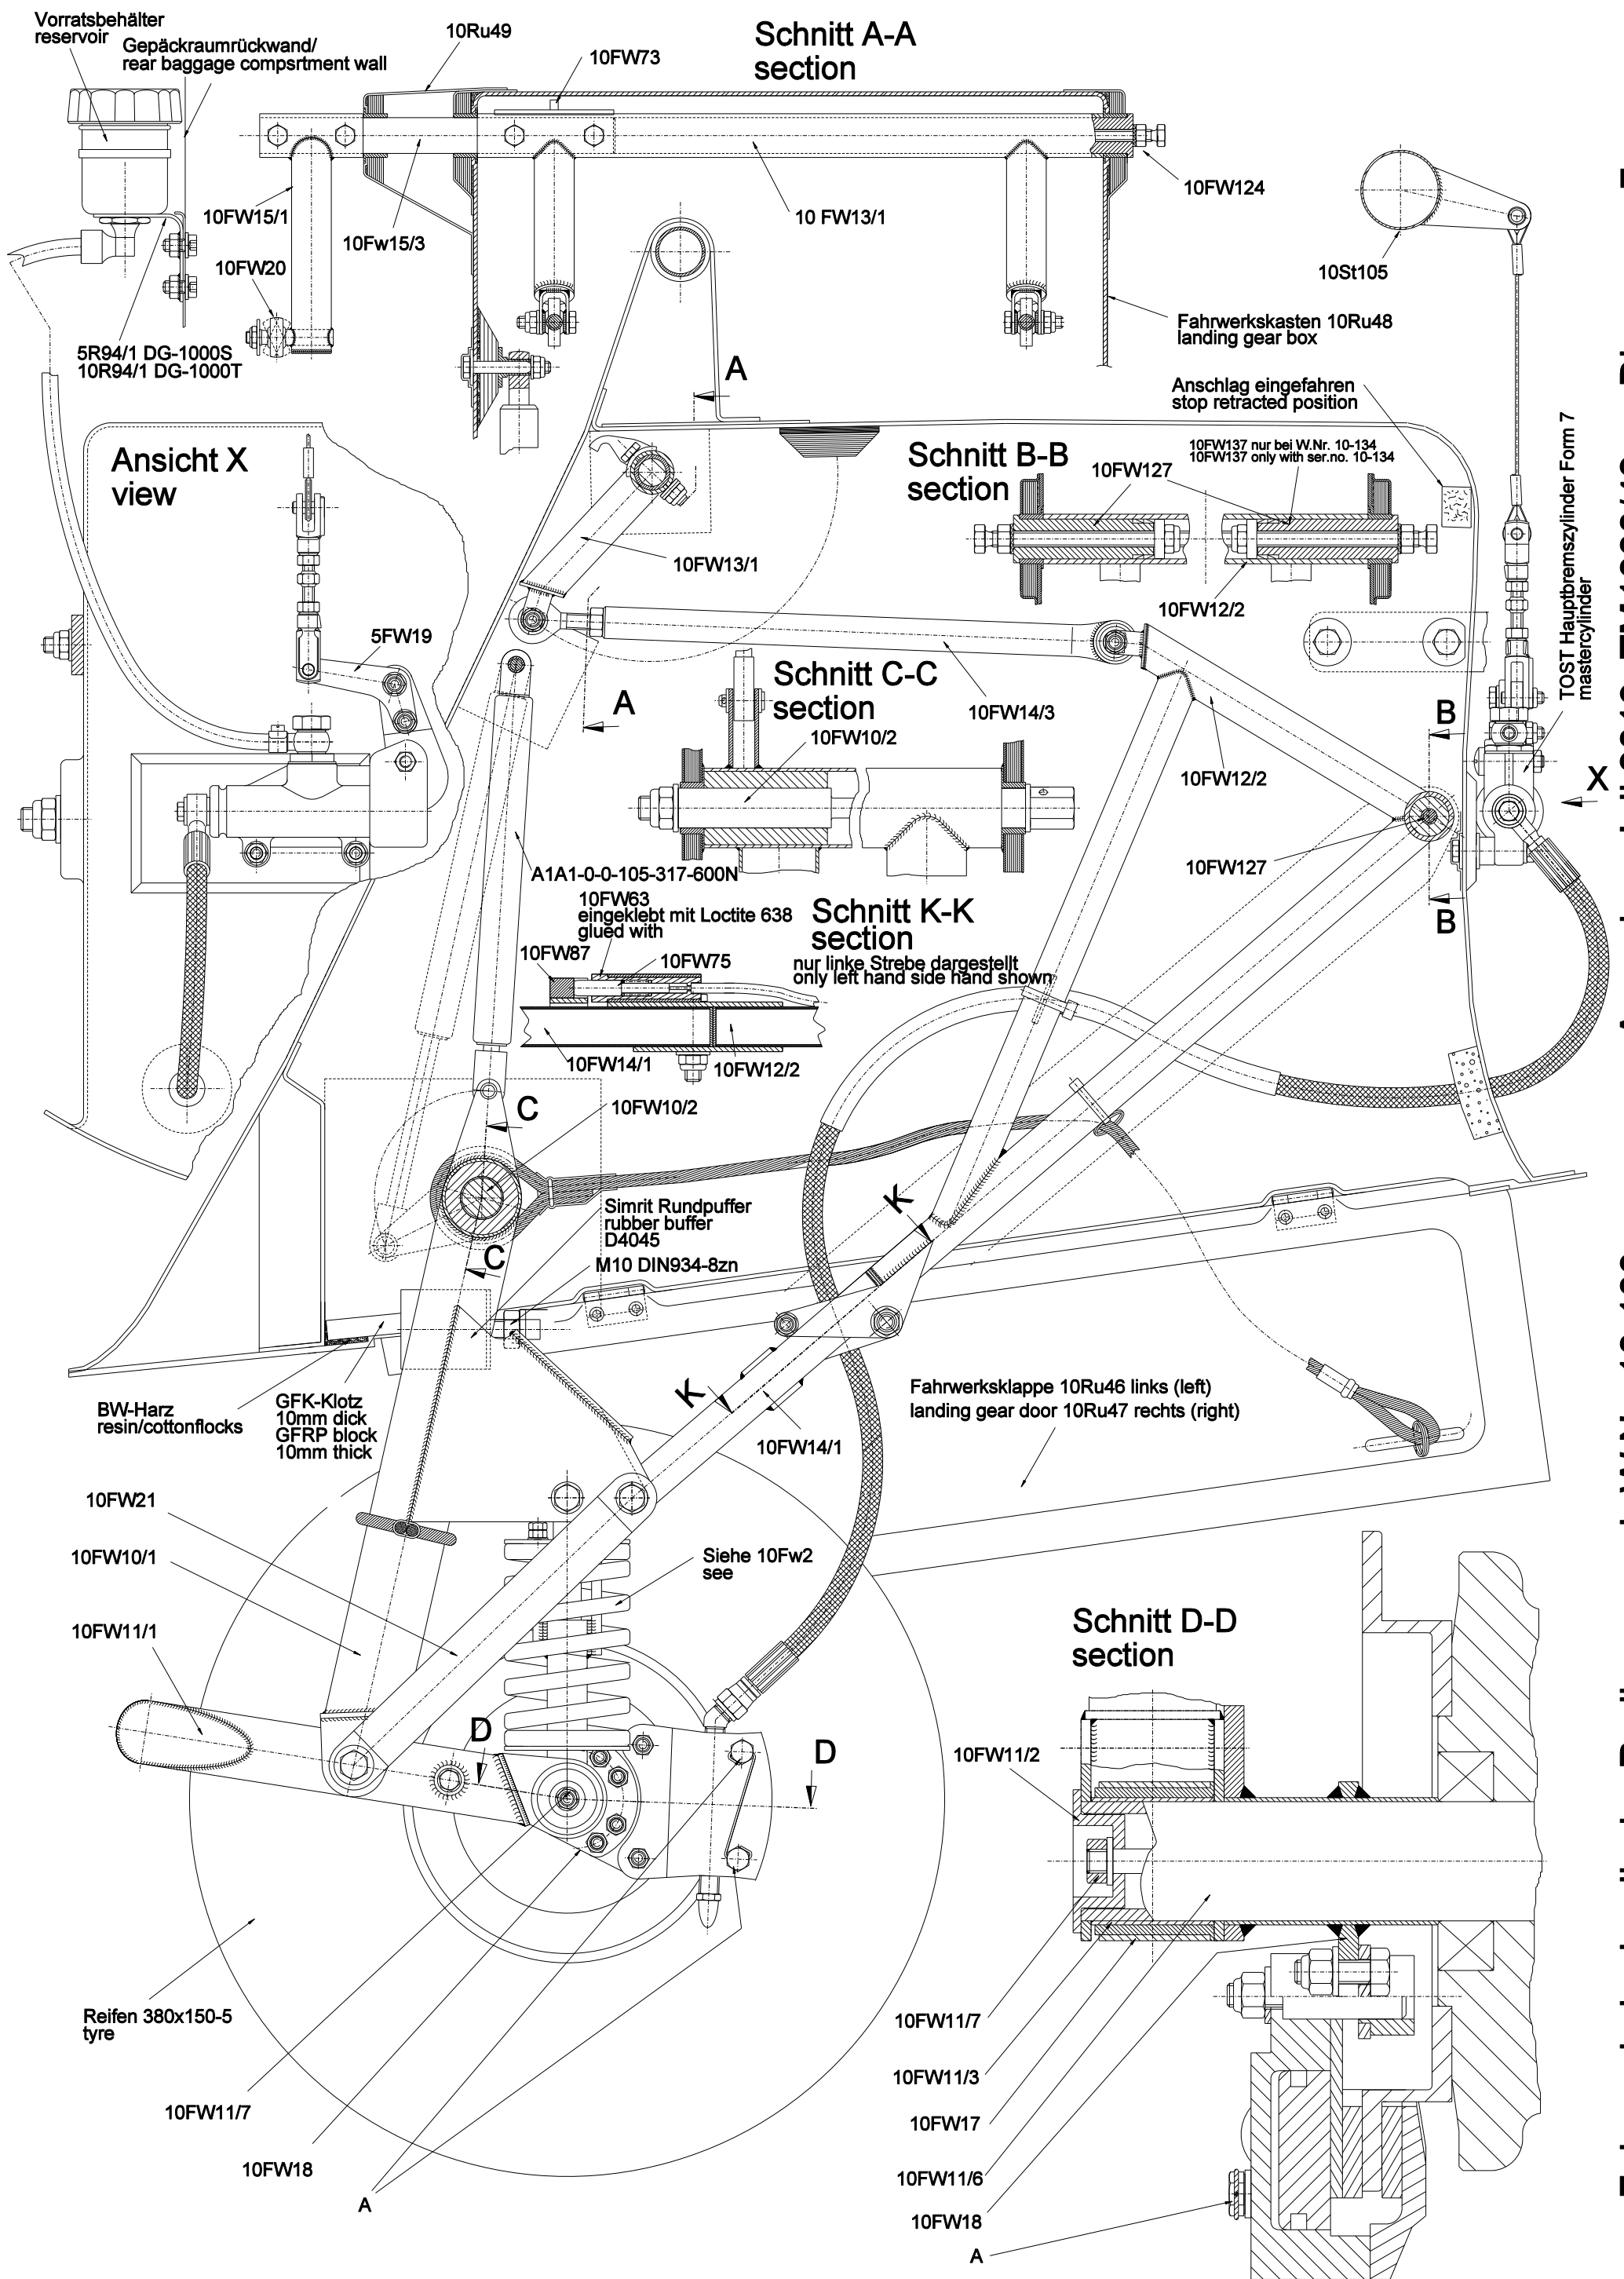 Vorratsbehälter
reservoir
Gepäckraumrückwand/
rear baggage compsrtment wall
10Ru49
10FW73
Schnitt A-A
section
10FW15/1
10Fw15/3
10 FW13/1
10FW124
10FW20
5R94/1 DG-1000S
10R94/1 DG-1000T
10St105
Fahrwerkskasten 10Ru48
landing gear box
Anschlag eingefahren
stop retracted position
A
Ansicht X
view
Schnitt B-B
section
10FW127
10FW137 nur bei W.Nr. 10-134
10FW137 only with ser.no. 10-134
10FW12/2
TOST Hauptbremszylinder Form 7
mastercylinder
10FW13/1
5FW19
A
Schnitt C-C
section
10FW10/2
10FW14/3
10FW12/2
B
X
A1A1-0-0-105-317-600N
10FW127
B
10FW63
eingeklebt mit Loctite 638
glued with
10FW87
10FW75
Schnitt K-K
section
nur linke Strebe dargestellt
only left hand side hand shown
10FW14/1
10FW12/2
C
10FW10/2
K
Simrit Rundpuffer
rubber buffer
D4045
C
M10 DIN934-8zn
K
BW-Harz
resin/cottonflocks
GFK-Klotz
10mm dick
GFRP block
10mm thick
Fahrwerksklappe 10Ru46 links (left)
landing gear door 10Ru47 rechts (right)
10FW14/1
10FW21
10FW10/1
10FW11/1
Siehe 10Fw2
see
Schnitt D-D
section
D
D
10FW11/2
Reifen 380x150-5
tyre
10FW11/7
10FW18
A
10FW11/7
10FW11/3
10FW17
10FW11/6
10FW18
A